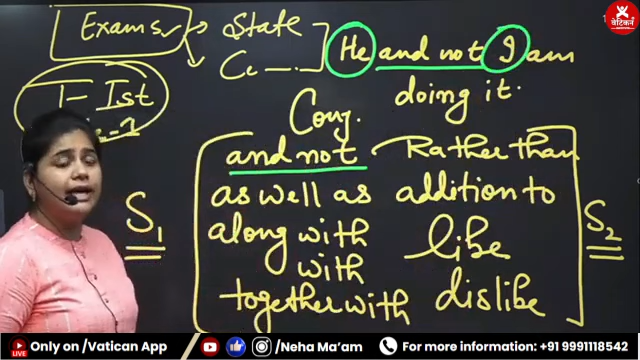 Exams
State
Ce
T- Ist
He and not I am
doing it.
Conj.
and not Rather than
as well as addition to
along with like
with
together with dislike
S1
S2
वेटिकन
LIVE Only on /Vatican App
/Neha Ma'am
For more information: +91 9991118542